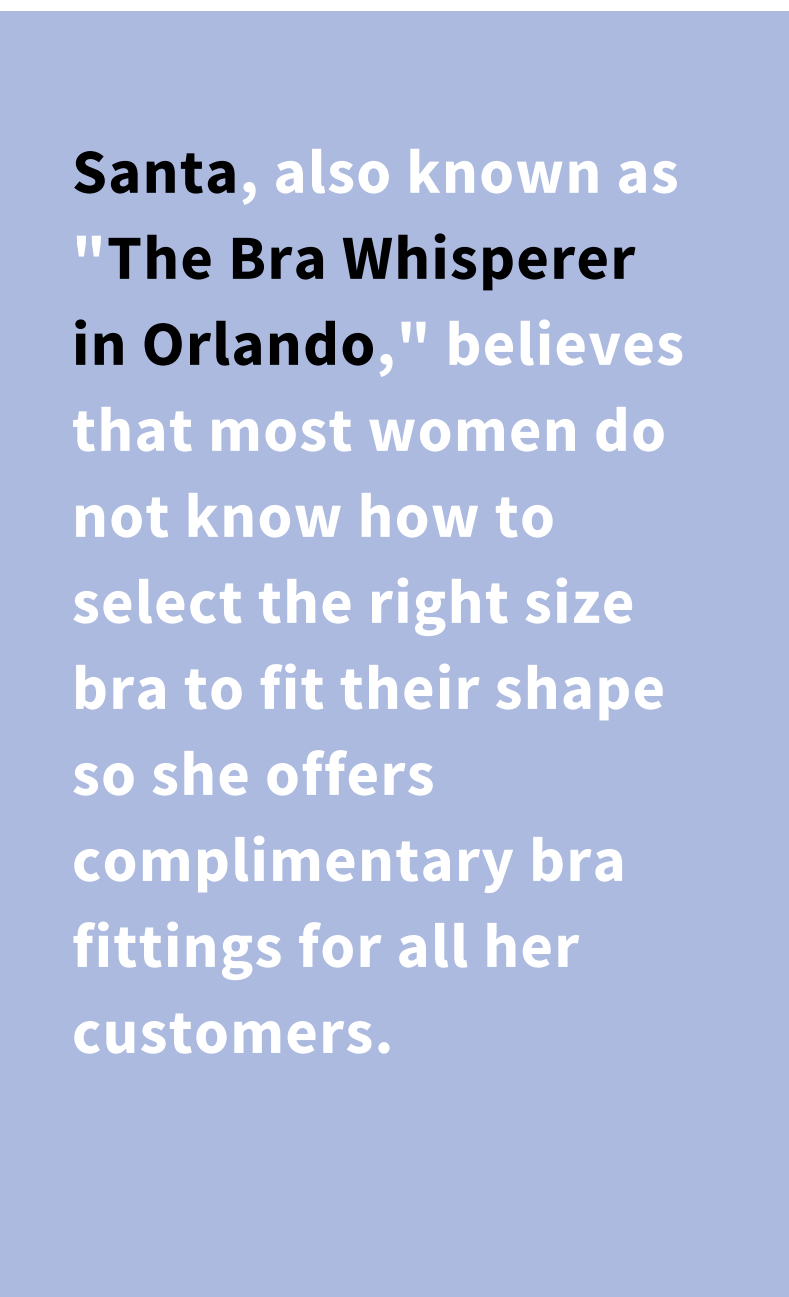 Santa, also known as
"The Bra Whisperer
in Orlando," believes
that most women do
not know how to
select the right size
bra to fit their shape
so she offers
complimentary bra
fittings for all her
customers.